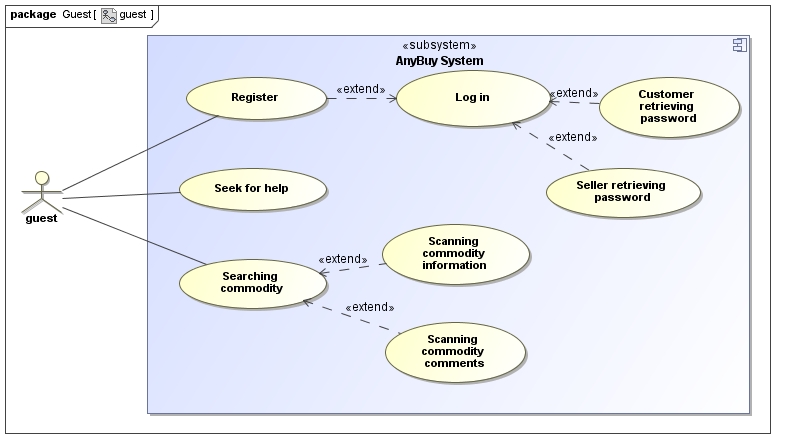 package Guest[ guest ]
«subsystem»
AnyBuy System
Register
«extend»
Log in
«extend»
Customer
retrieving
password
«extend»
Seek for help
Seller retrieving
password
guest
Scanning
commodity
information
«extend»
Searching
commodity
«extend»
Scanning
commodity
comments